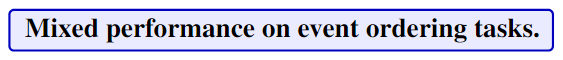 Mixed performance on event ordering tasks.